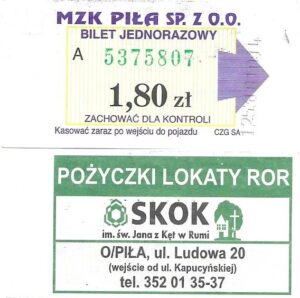 MZK PIŁA SP. Z O.O.
BILET JEDNORAZOWY
A 5375807
1,80 zł
ZACHOWAĆ DLA KONTROLI
Kasować zaraz po wejściu do pojazdu CZG SA
POŻYCZKI LOKATY ROR
SKOK
im. św. Jana z Kęt w Rumi
O/PIŁA, ul. Ludowa 20
(wejście od ul. Kapucyńskiej)
tel. 352 01 35-37